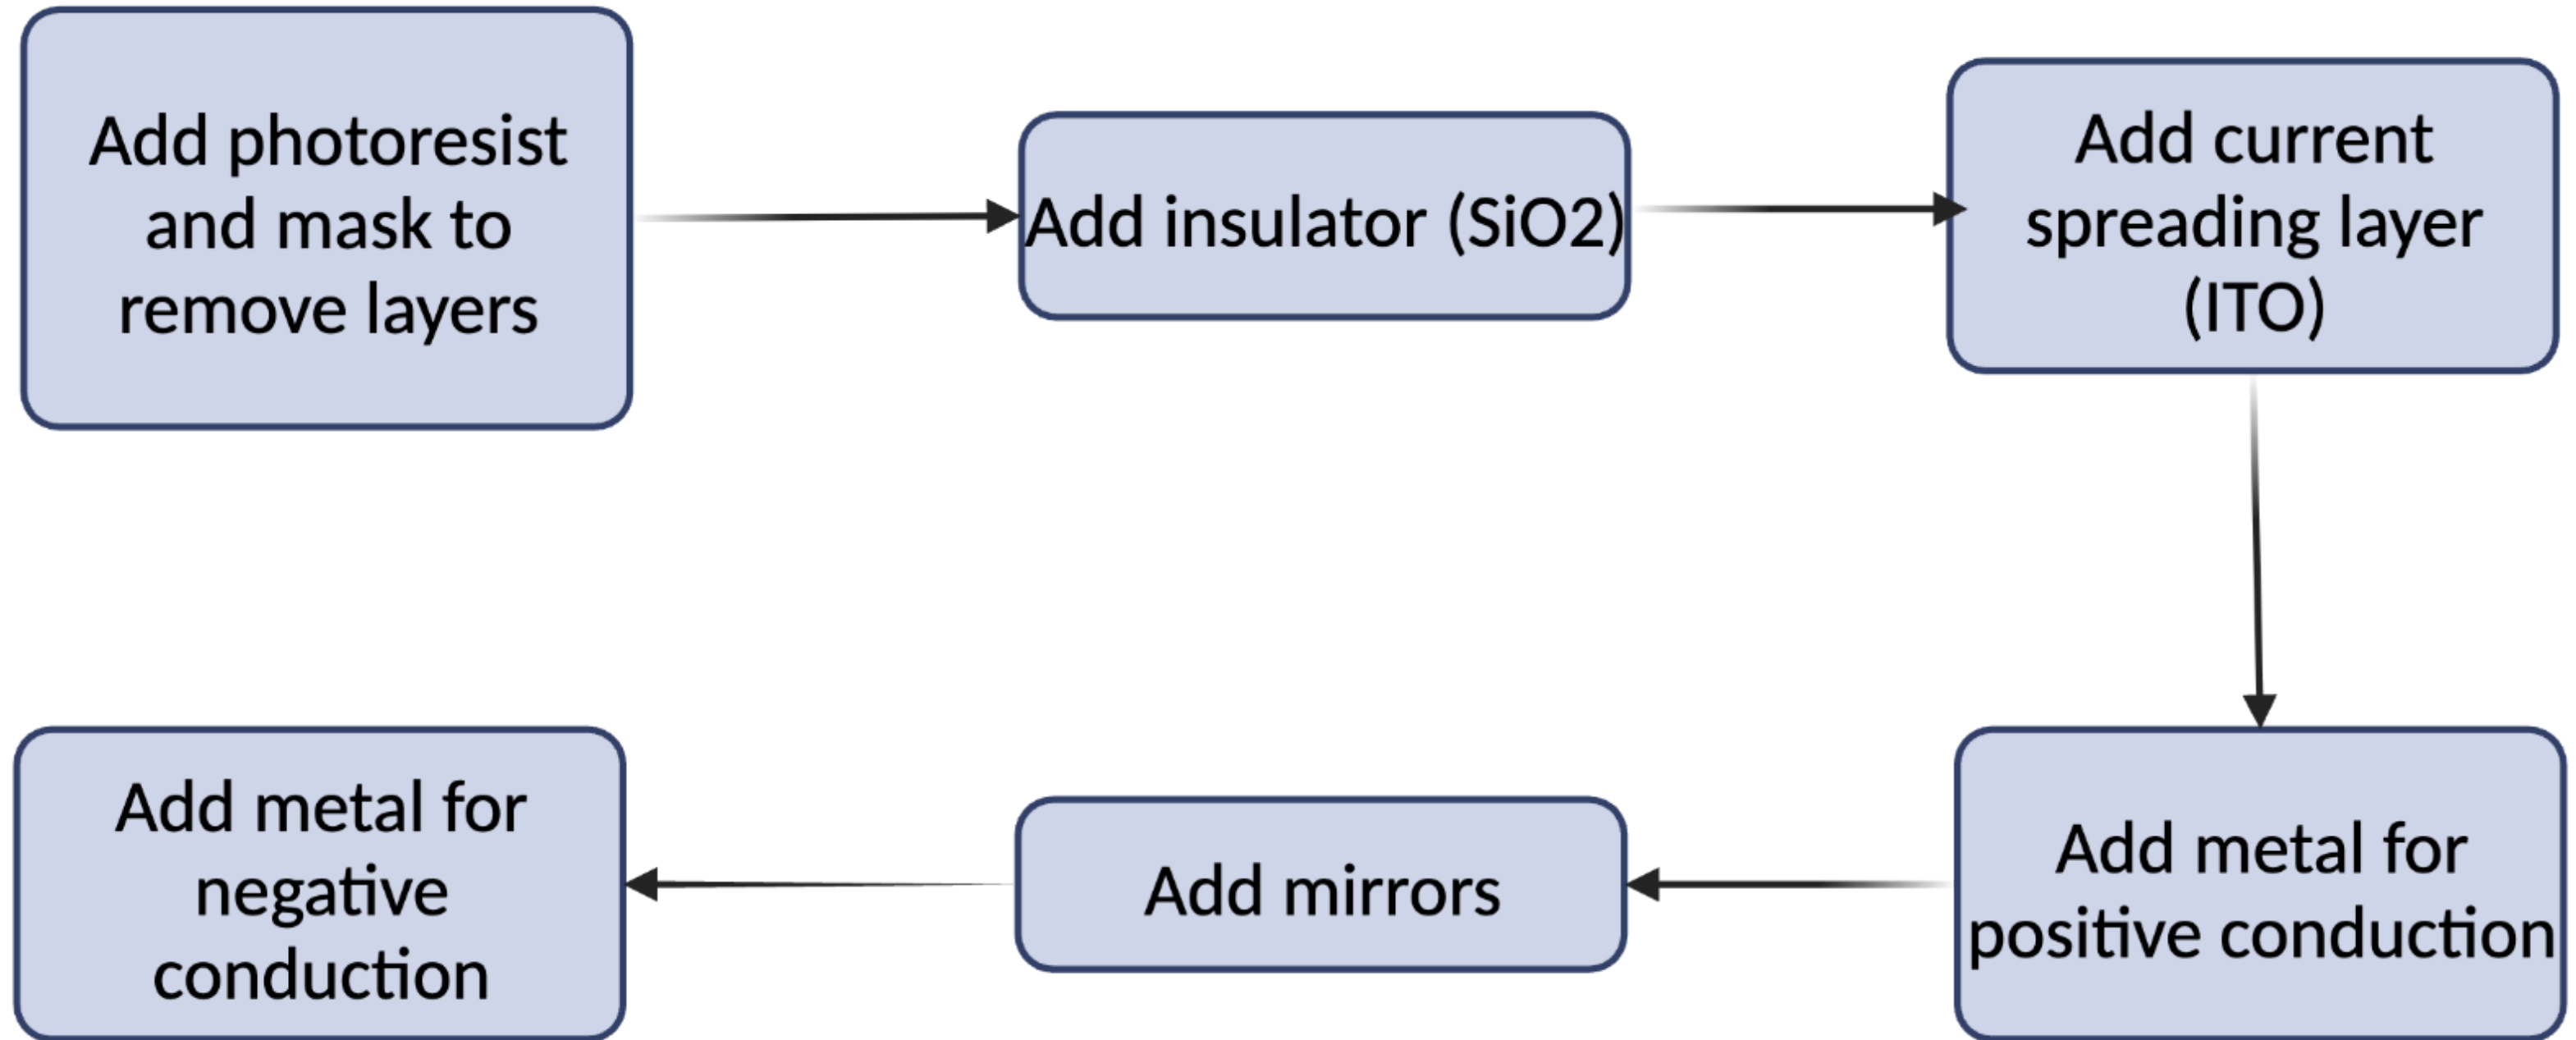 Add photoresist
and mask to
remove layers
Add insulator (SiO2)
Add current
spreading layer
(ITO)
Add metal for
positive conduction
Add mirrors
Add metal for
negative
conduction